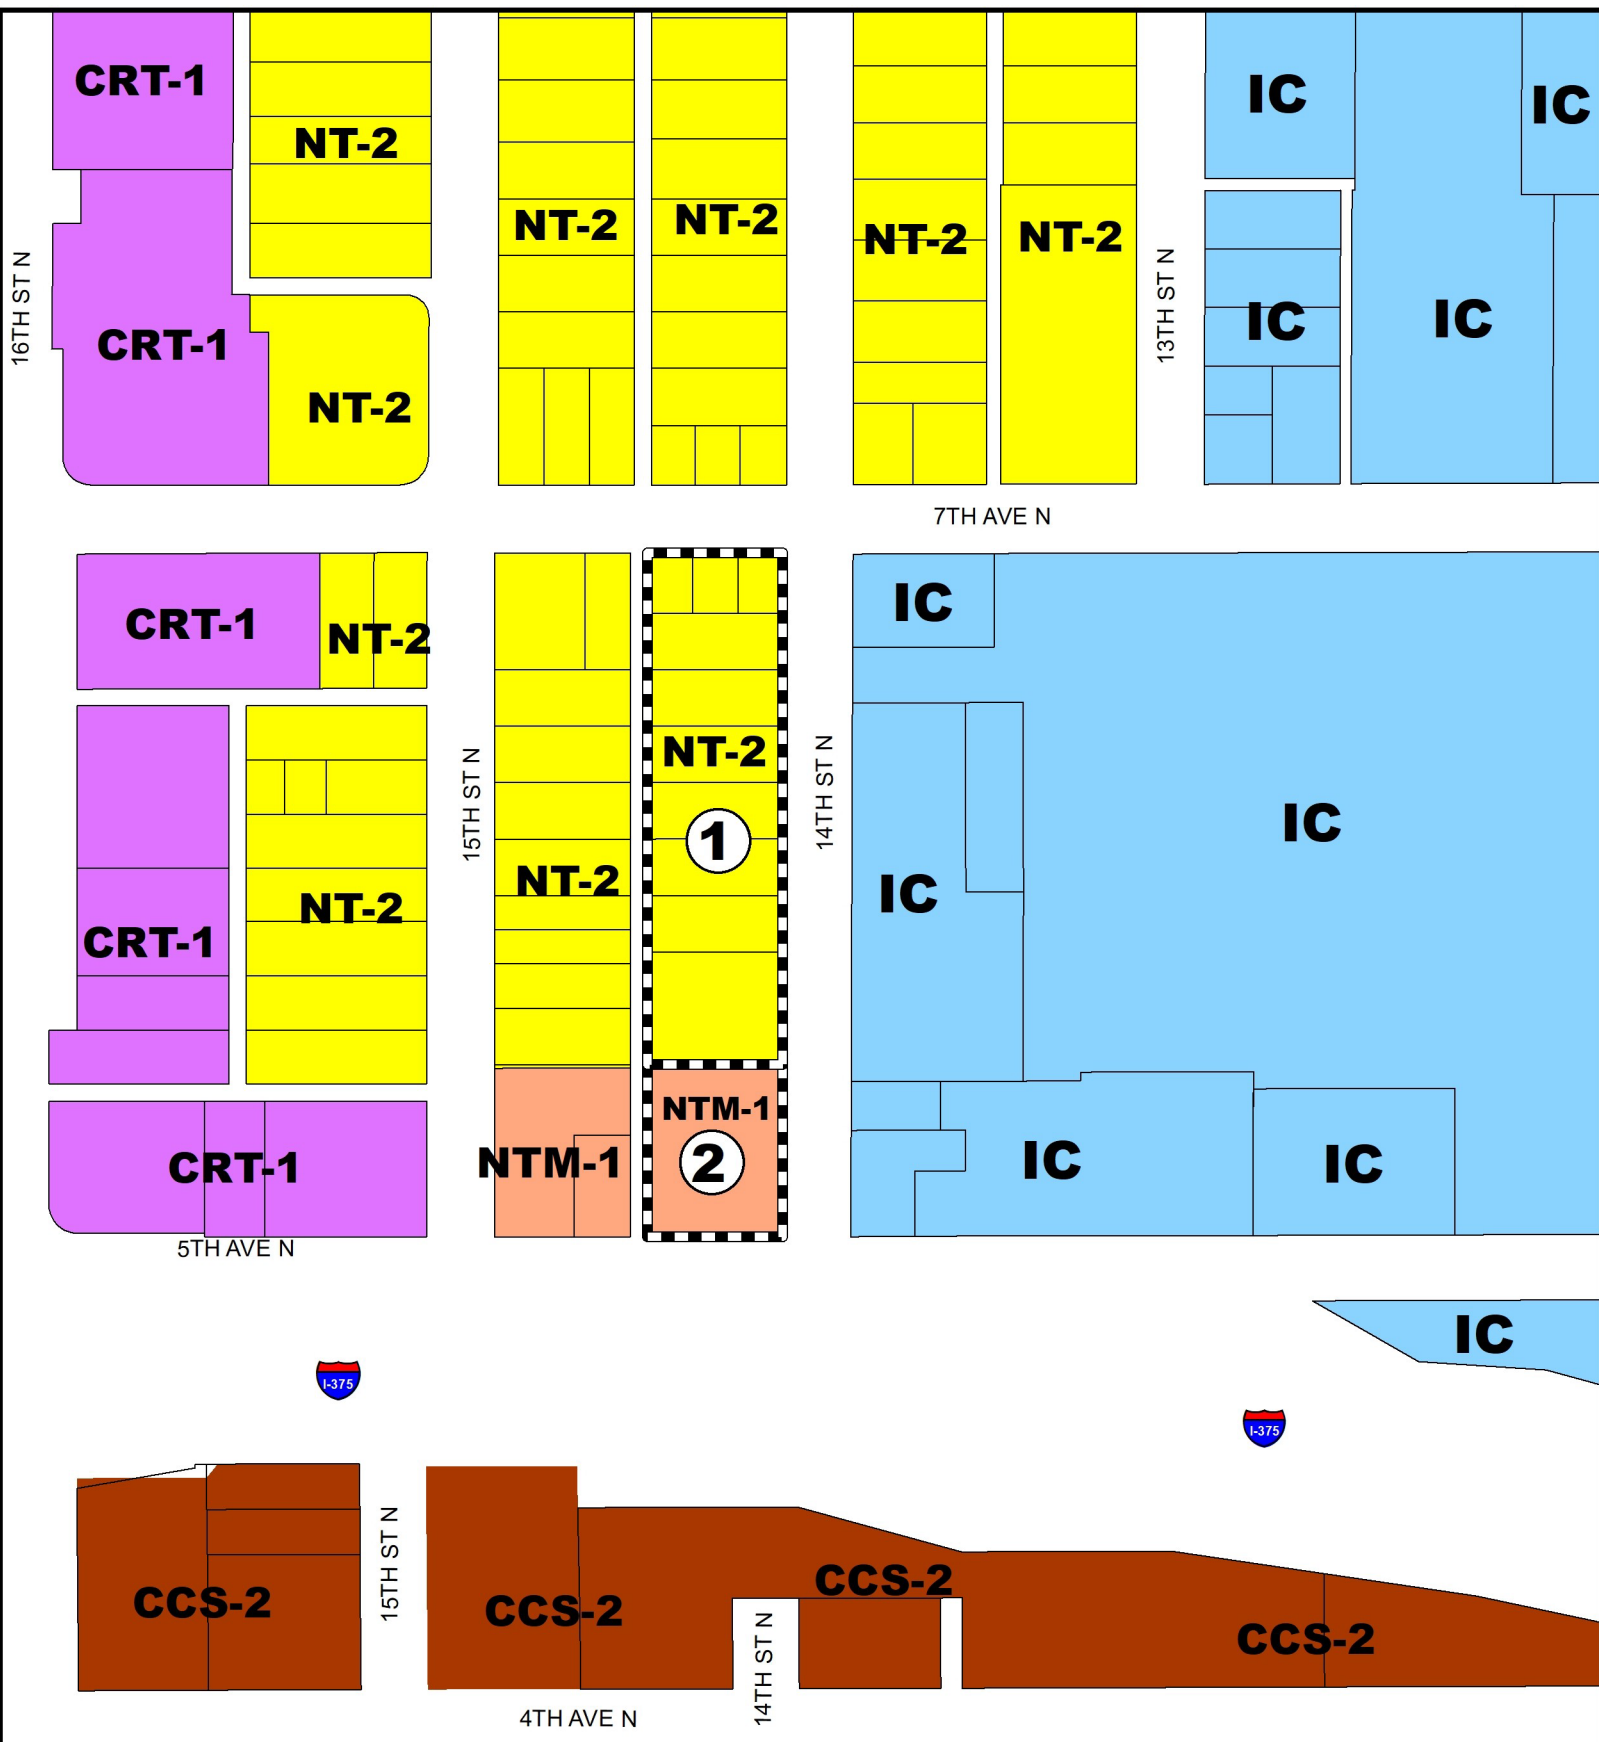 CRT-1
NT-2
NT-2
NT-2
NT-2
NT-2
IC
IC
16TH ST N
CRT-1
NT-2
13TH ST N
IC
IC
7TH AVE N
CRT-1
NT-2
IC
15TH ST N
NT-2
1
14TH ST N
IC
IC
CRT-1
NT-2
NT-2
CRT-1
NTM-1
NTM-1
2
IC
IC
5TH AVE N
IC
I-375
I-375
CCS-2
15TH ST N
CCS-2
CCS-2
14TH ST N
CCS-2
4TH AVE N